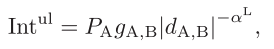 Int^{ul} = P_A g_{A,B} |d_{A,B}|^{-α^L},